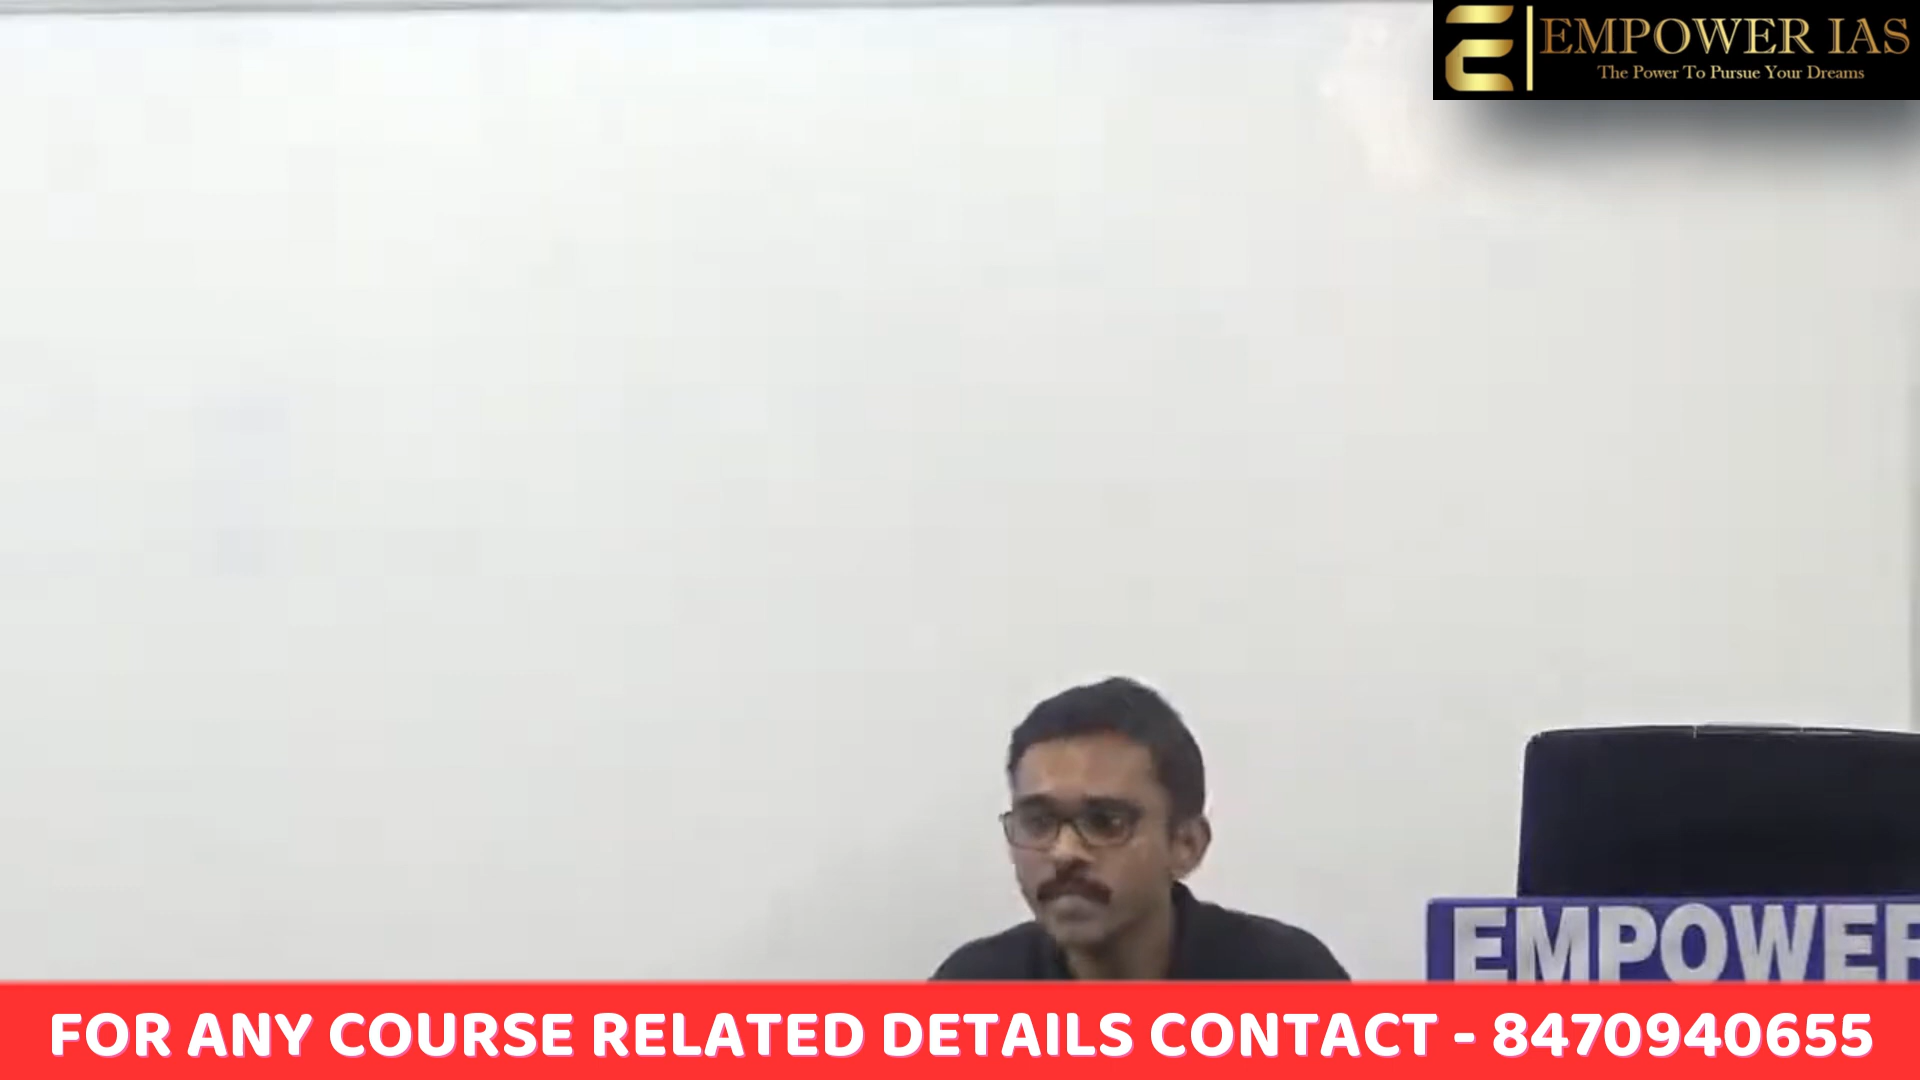 EMPOWER IAS
The Power To Pursue Your Dreams
EMPOWER
FOR ANY COURSE RELATED DETAILS CONTACT - 8470940655